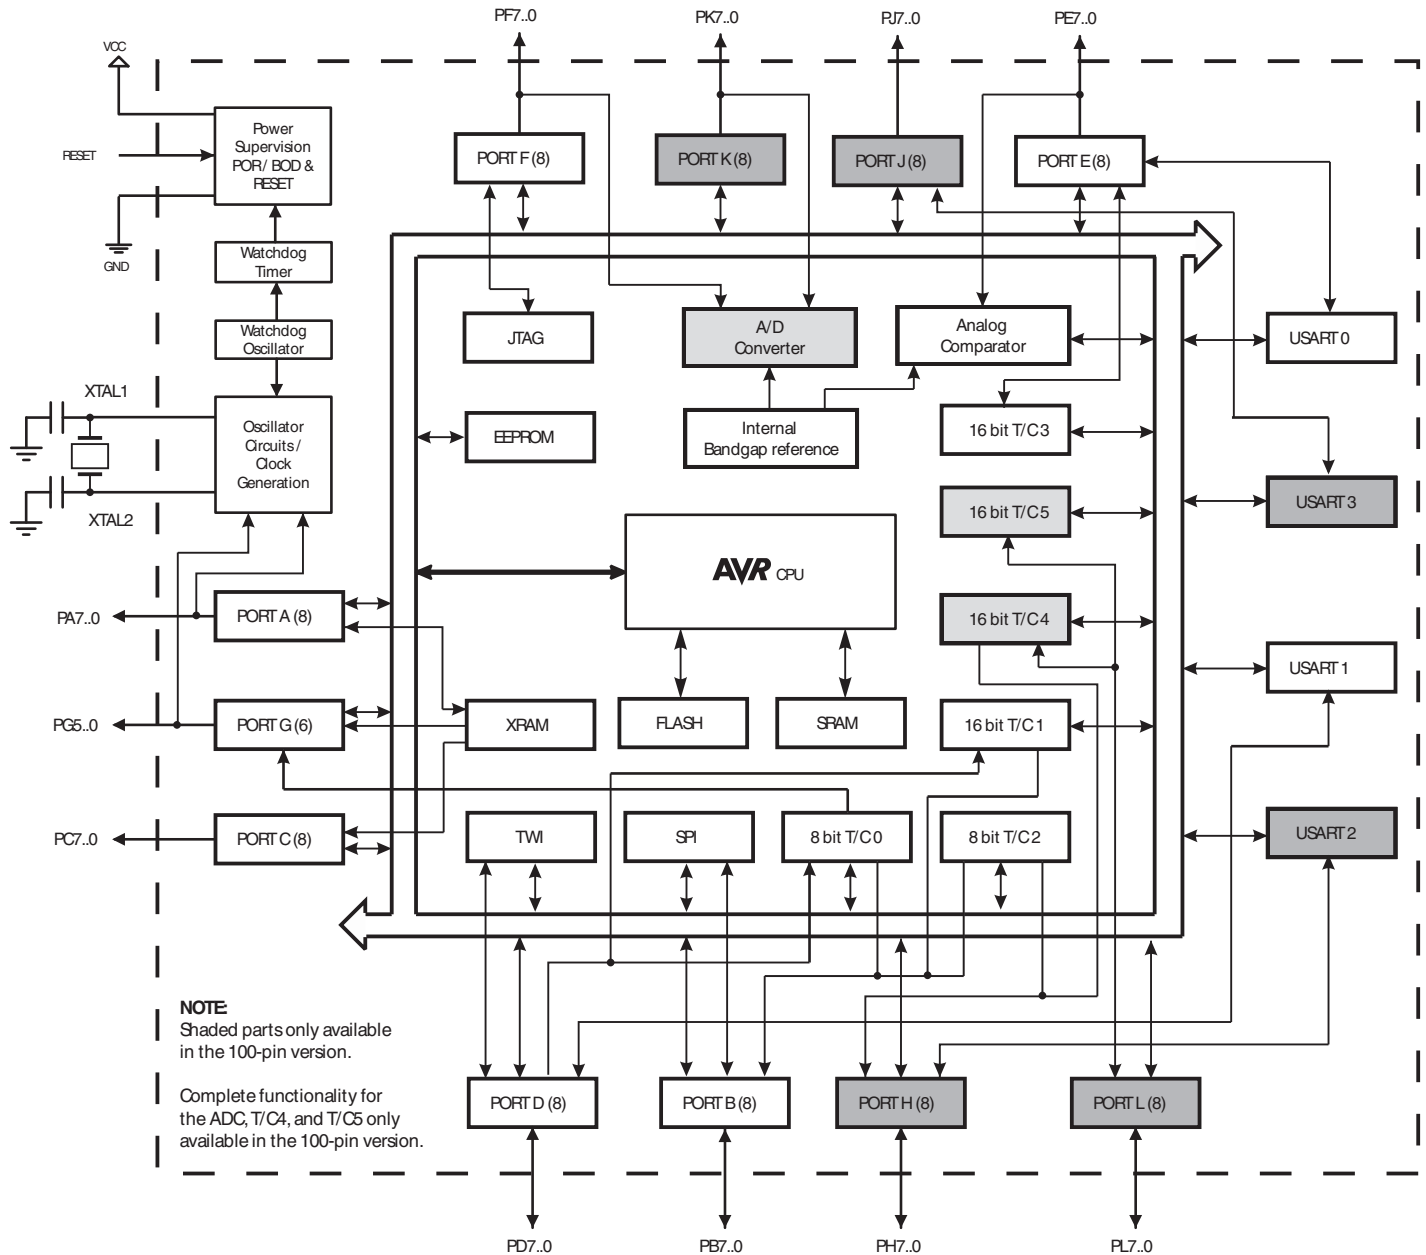 PF7..0
PK7..0
PJ7..0
PE7..0
VCC
RESET
GND
Power
Supervision
POR / BOD &
RESET
Watchdog
Timer
Watchdog
Oscillator
XTAL1
XTAL2
Oscillator
Circuits /
Clock
Generation
PORT F (8)
PORT K (8)
PORT J (8)
PORT E (8)
JTAG
A/D
Converter
Analog
Comparator
USART 0
EEPROM
Internal
Bandgap reference
16 bit T/C 3
16 bit T/C 5
USART 3
AVR CPU
PA7..0
PORT A (8)
16 bit T/C 4
USART 1
PG5..0
PORT G (6)
XRAM
FLASH
SRAM
16 bit T/C 1
PC7..0
PORT C (8)
TWI
SPI
8 bit T/C 0
8 bit T/C 2
USART 2
NOTE:
Shaded parts only available
in the 100-pin version.
Complete functionality for
the ADC, T/C4, and T/C5 only
available in the 100-pin version.
PORT D (8)
PORT B (8)
PORT H (8)
PORT L (8)
PD7..0
PB7..0
PH7..0
PL7..0